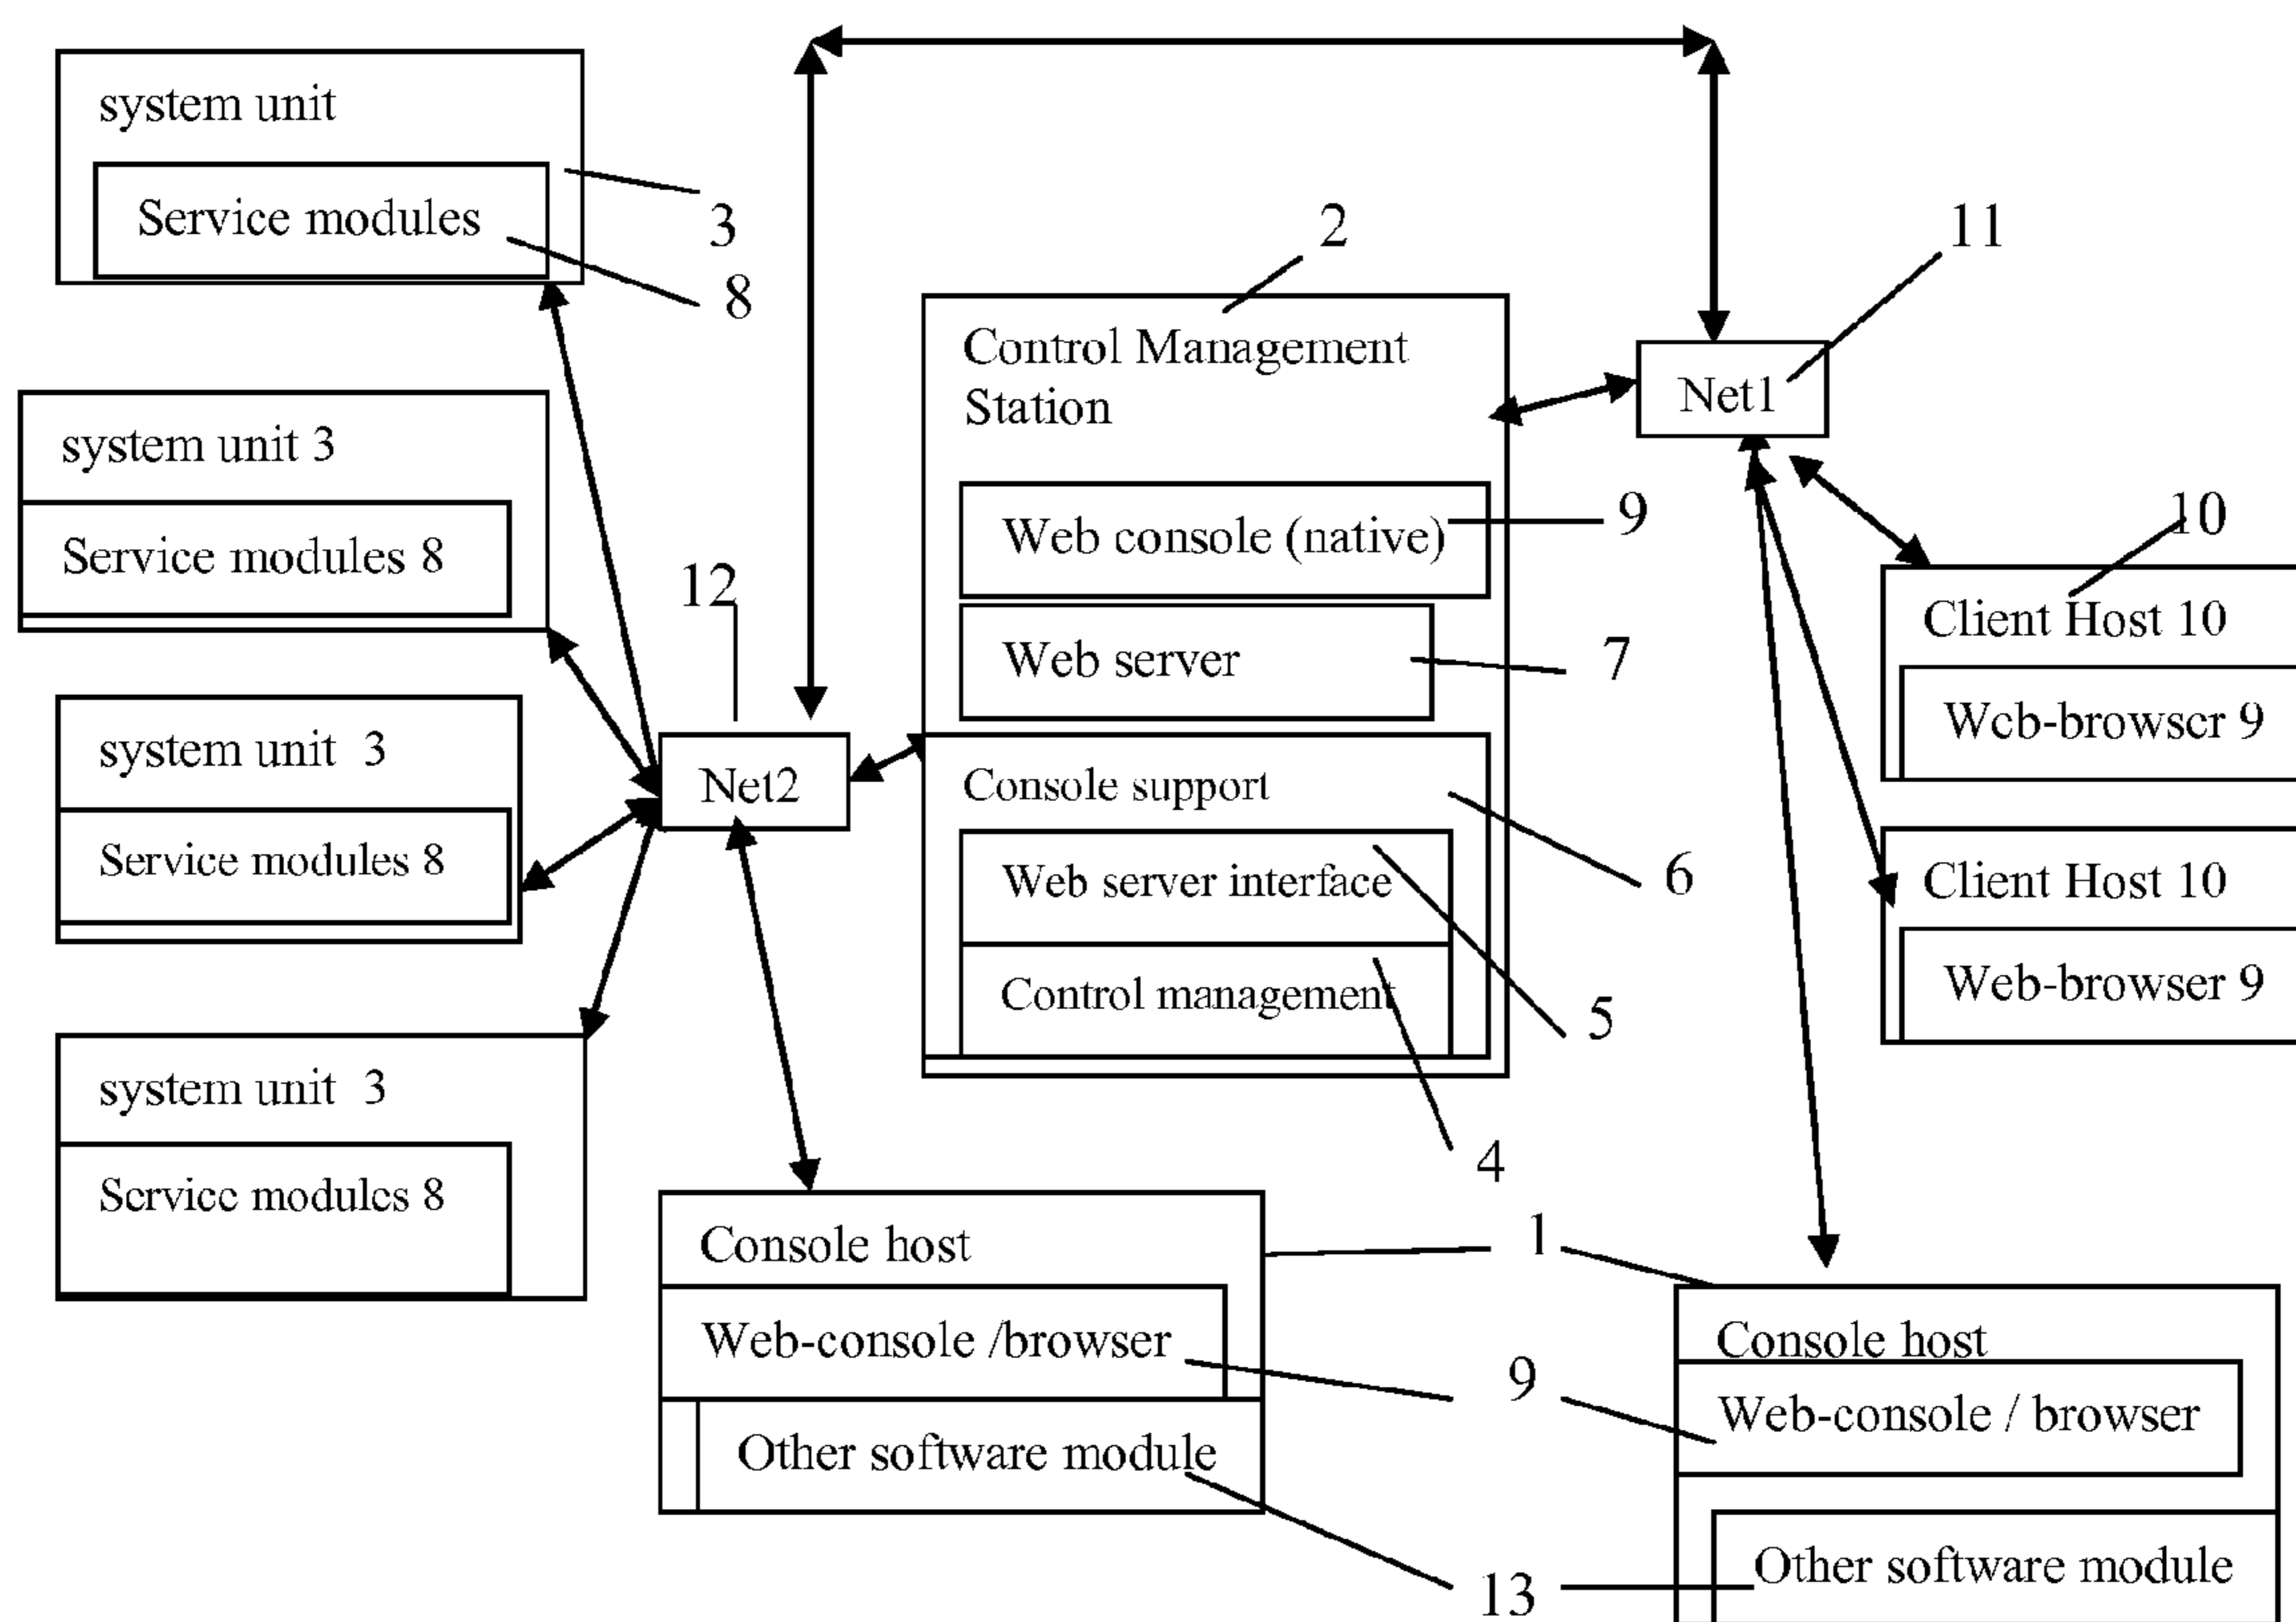 system unit
Service modules
3
8
system unit 3
Service modules 8
system unit 3
Service modules 8
system unit 3
Service modules 8
12
Net2
2
Control Management
Station
Web console (native)
9
Web server
7
Console support
6
Web server interface
5
Control management
4
11
Net1
10
Client Host 10
Web-browser 9
Client Host 10
Web-browser 9
Console host
1
Web-console /browser
9
Other software module
13
Console host
Web-console / browser
Other software module